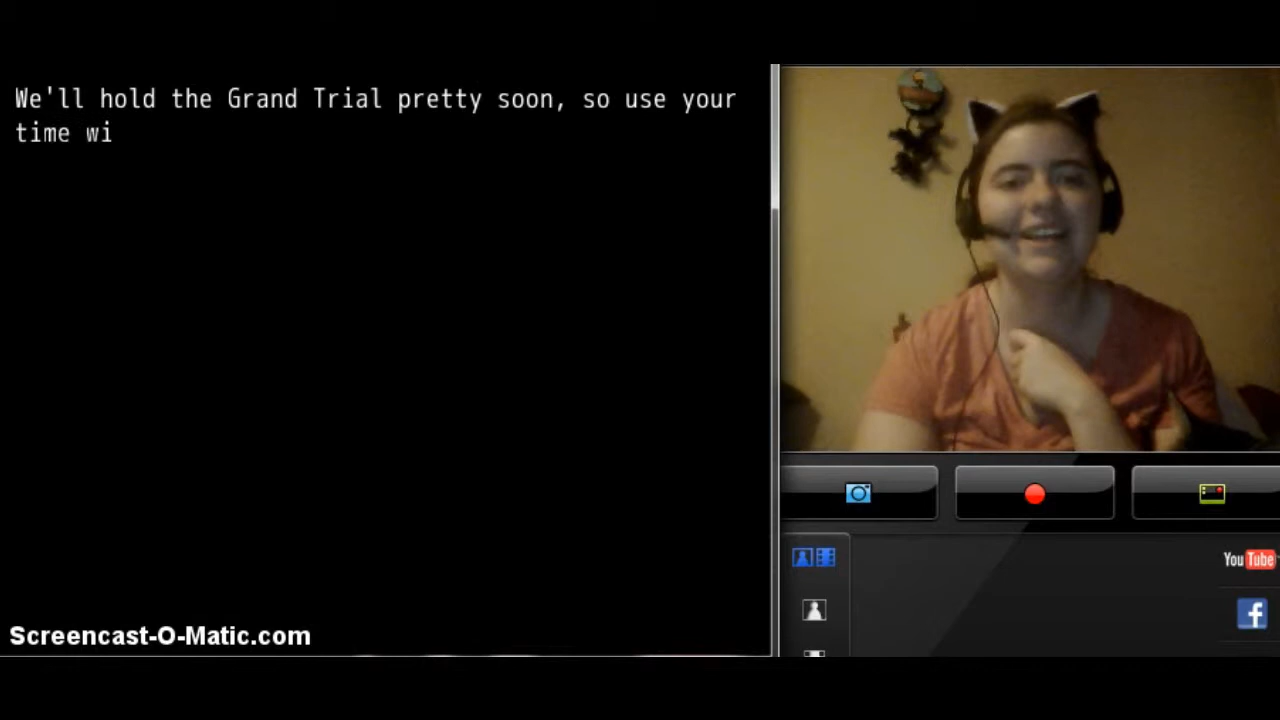 We'll hold the Grand Trial pretty soon, so use your
time wi
Screencast-O-Matic.com
YouTube